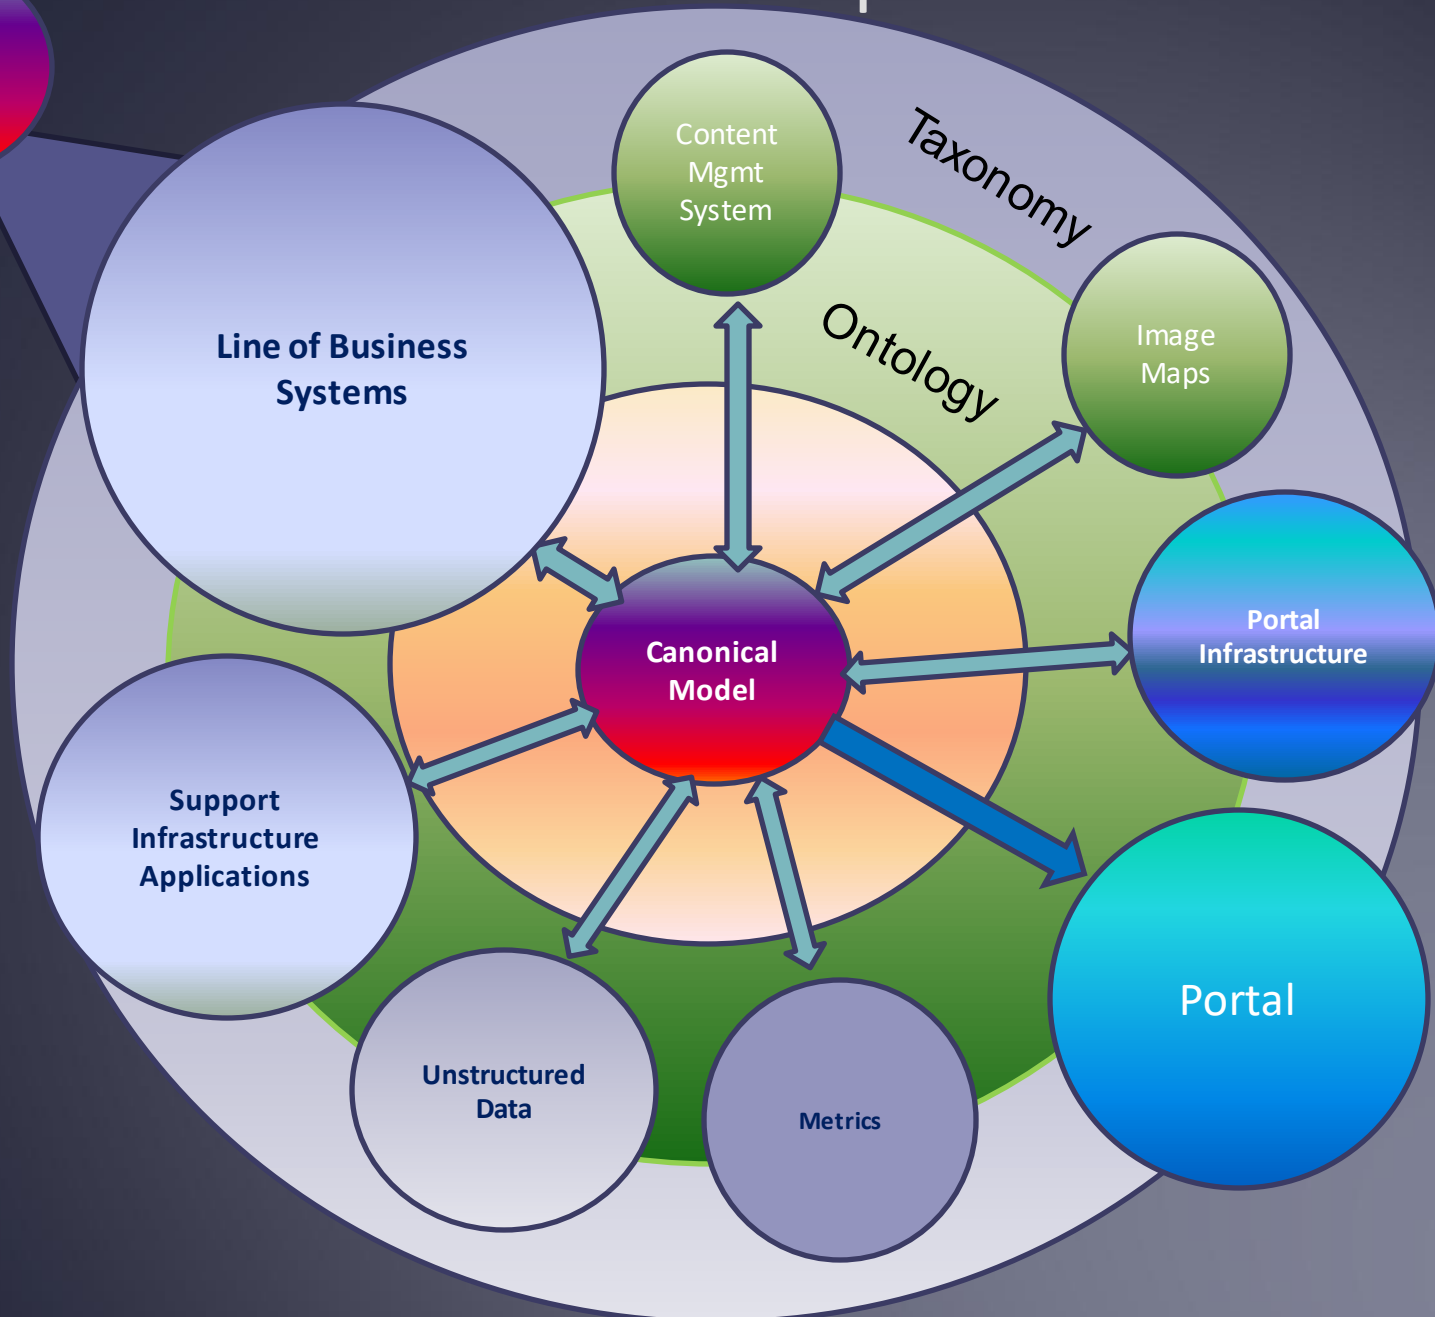 Content
Mgmt
System
Taxonomy
Image
Maps
Ontology
Line of Business
Systems
Portal
Infrastructure
Canonical
Model
Support
Infrastructure
Applications
Portal
Unstructured
Data
Metrics